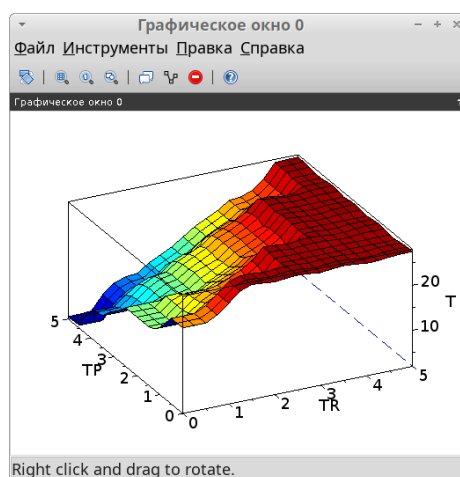 Графическое окно 0
Файл Инструменты Правка Справка
Графическое окно 0
20
T
10
5
4
3
TP
2
1
0
0
1
2
3
TR
4
5
Right click and drag to rotate.